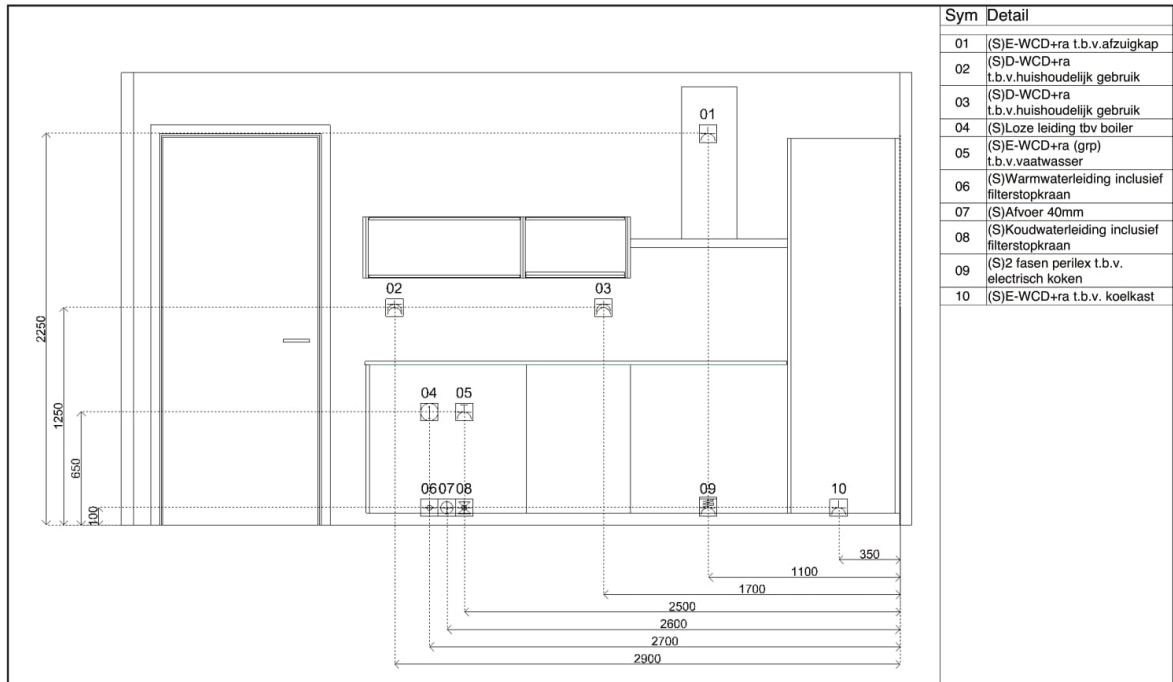 Sym Detail
01 (S)E-WCD+ra t.b.v.afzuigkap
02 (S)D-WCD+ra
t.b.v.huishoudelijk gebruik
03 (S)D-WCD+ra
t.b.v.huishoudelijk gebruik
04 (S)Loze leiding tbv boiler
05 (S)E-WCD+ra (grp)
t.b.v.vaatwasser
06 (S)Warmwaterleiding inclusief
filterstopkraan
07 (S)Afvoer 40mm
08 (S)Koudwaterleiding inclusief
filterstopkraan
09 (S)2 fasen perilex t.b.v.
electrisch koken
10 (S)E-WCD+ra t.b.v. koelkast
01
02 03
04 05
06 07 08 09 10
2250
1250
650
100
350
1100
1700
2500
2600
2700
2900